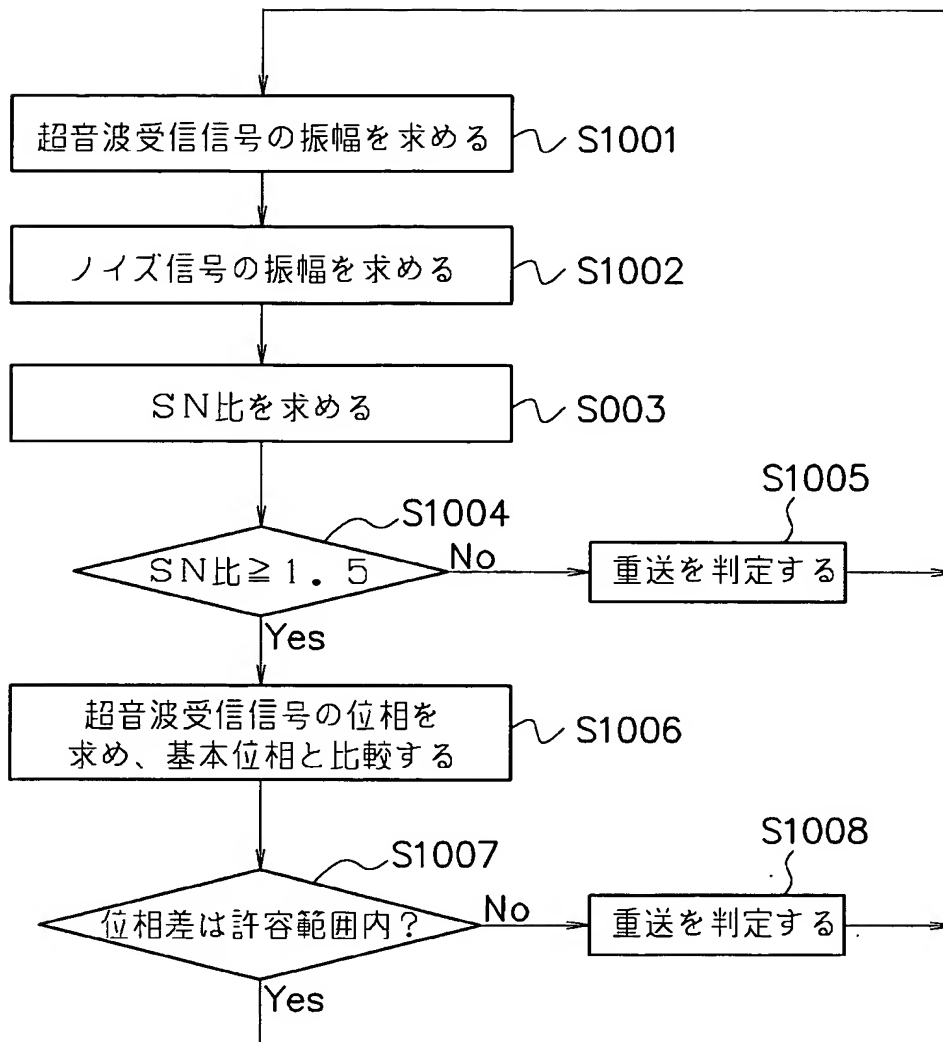 超音波受信信号の振幅を求める
S1001
ノイズ信号の振幅を求める
S1002
SN比を求める
S003
S1004
SN比≧1.5
No
S1005
重送を判定する
Yes
超音波受信信号の位相を
求め、基本位相と比較する
S1006
S1007
位相差は許容範囲内?
No
S1008
重送を判定する
Yes